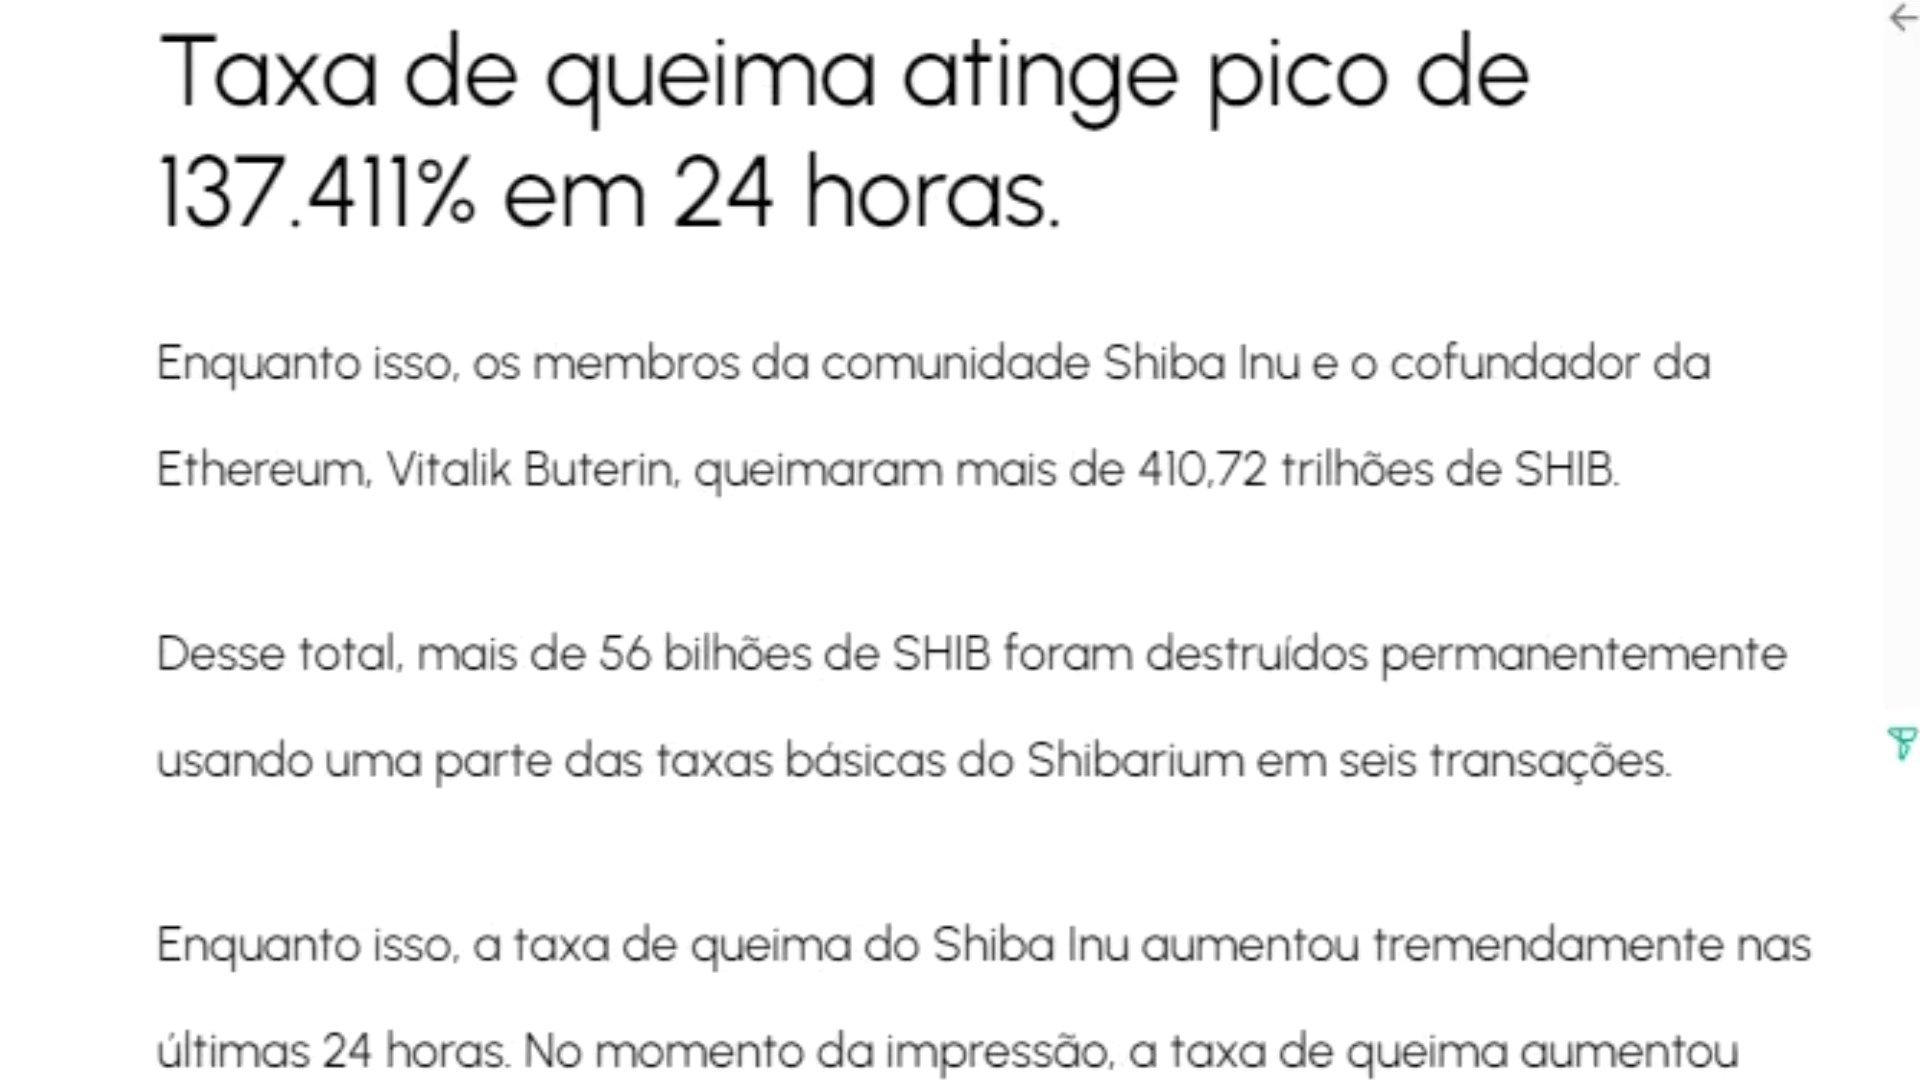 Taxa de queima atinge pico de
137.411% em 24 horas.
Enquanto isso, os membros da comunidade Shiba Inu e o cofundador da
Ethereum, Vitalik Buterin, queimaram mais de 410,72 trilhões de SHIB.
Desse total, mais de 56 bilhões de SHIB foram destruídos permanentemente
usando uma parte das taxas básicas do Shibarium em seis transações.
Enquanto isso, a taxa de queima do Shiba Inu aumentou tremendamente nas
últimas 24 horas. No momento da impressão, a taxa de queima aumentou